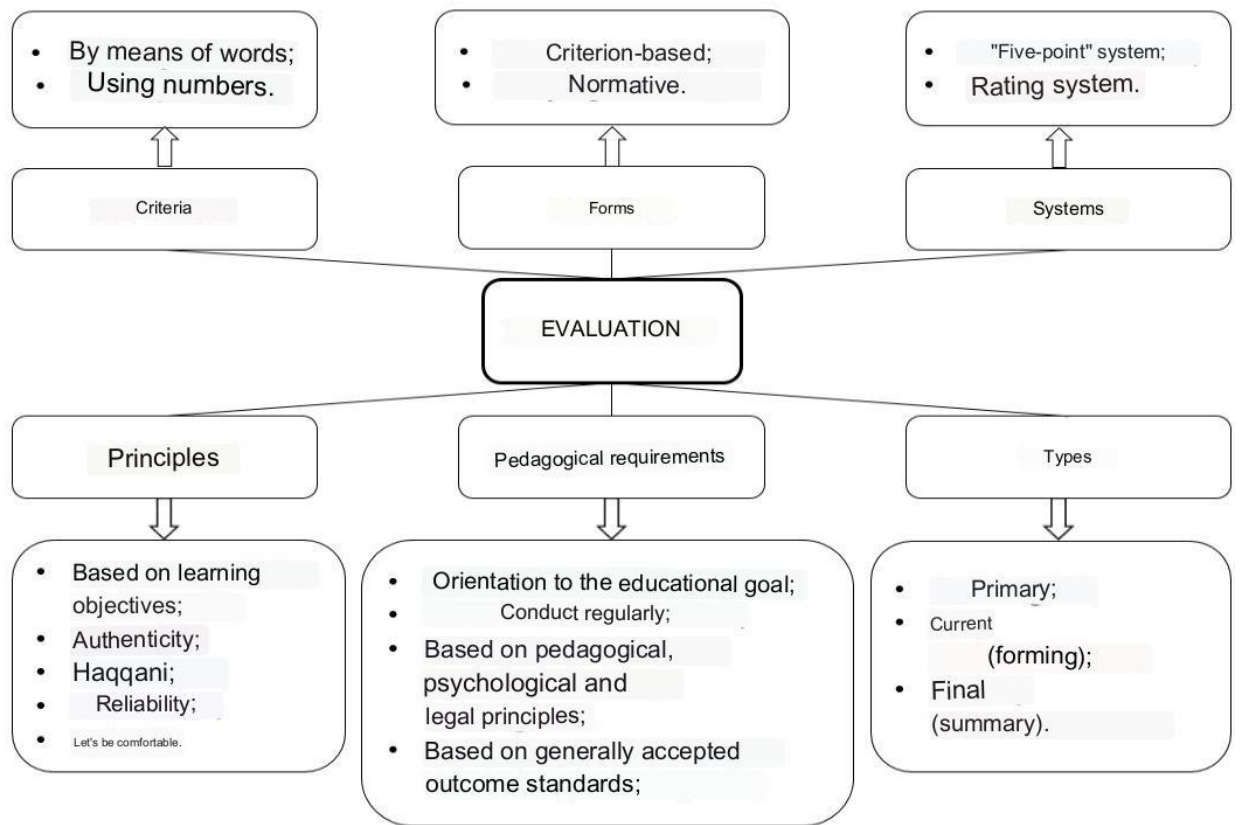 • By means of words;
• Using numbers.
• Criterion-based;
• Normative.
• "Five-point" system;
• Rating system.
Criteria
Forms
Systems
EVALUATION
Principles
Pedagogical requirements
Types
• Based on learning
objectives;
• Authenticity;
• Haqqani;
• Reliability;
• Let's be comfortable.
• Orientation to the educational goal;
• Conduct regularly;
• Based on pedagogical,
psychological and
legal principles;
• Based on generally accepted
outcome standards;
• Primary;
• Current
(forming);
• Final
(summary).